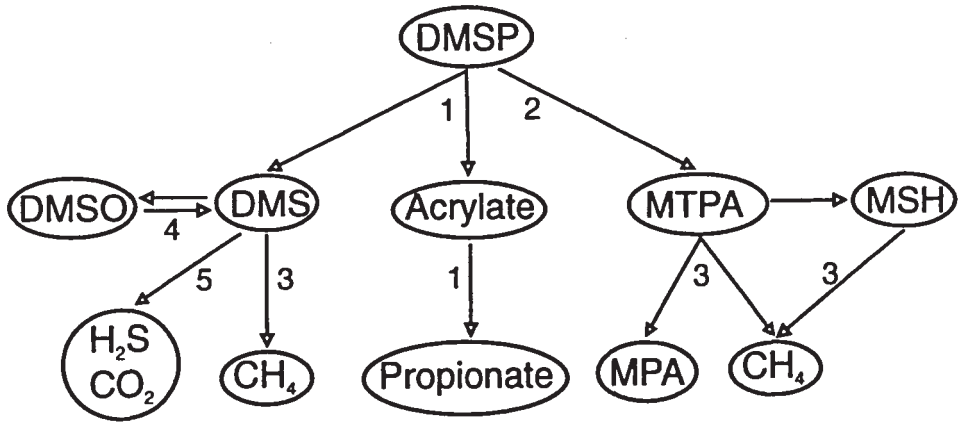 DMSP
1
2
DMSO
DMS
Acrylate
MTPA
MSH
4
5
3
1
3
3
H₂S
CO₂
CH₄
Propionate
MPA
CH₄